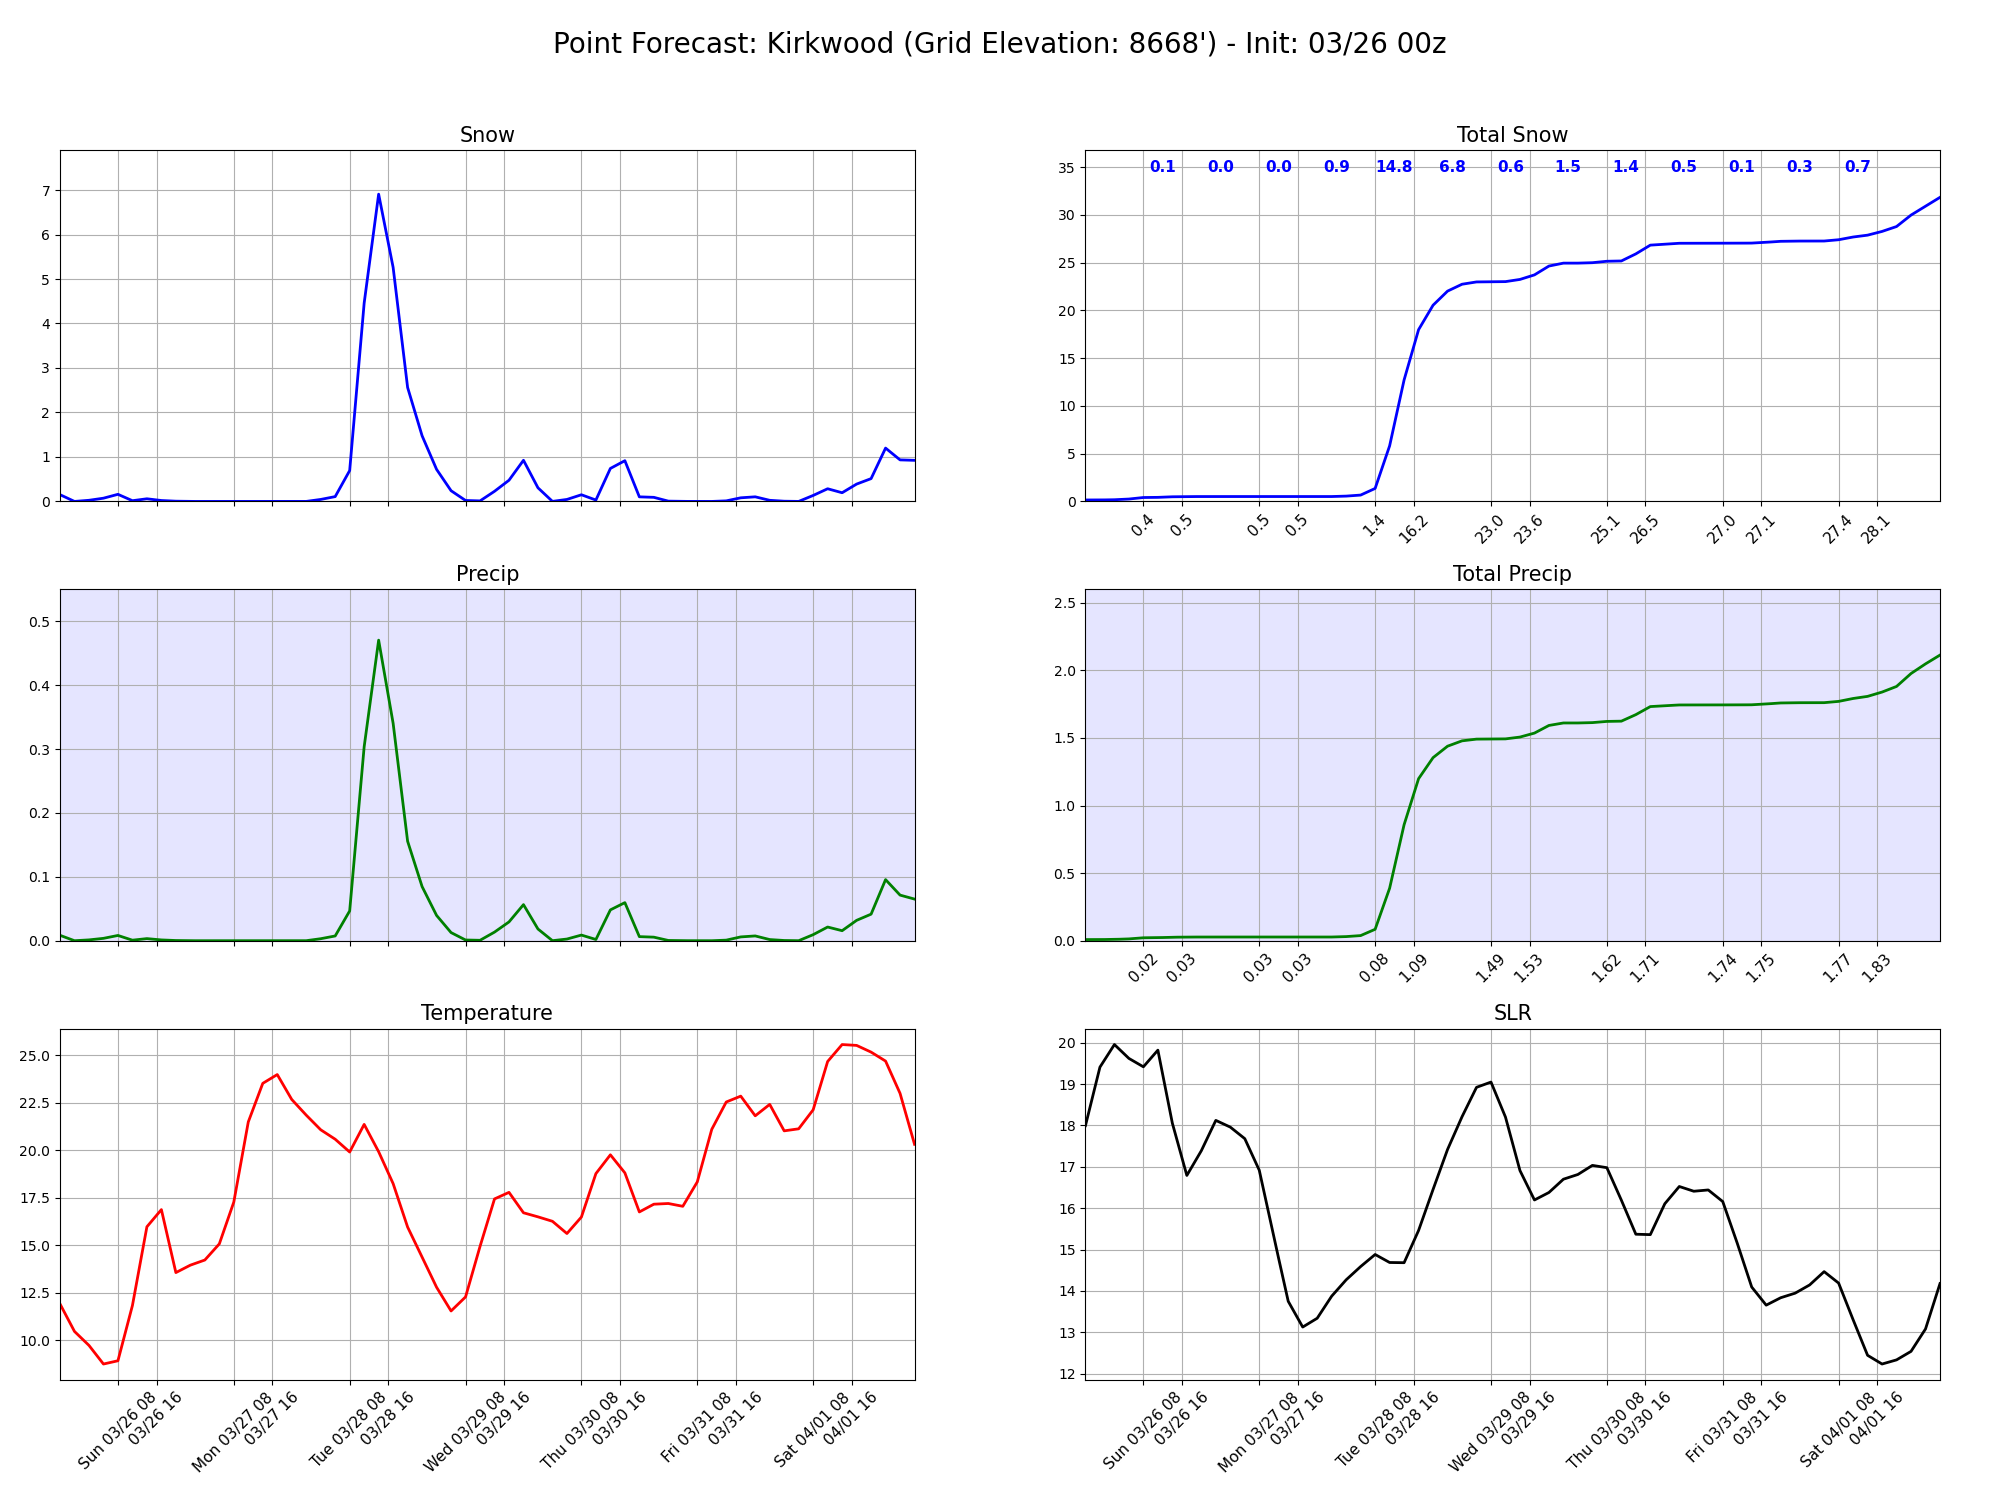 Point Forecast: Kirkwood (Grid Elevation: 8668') - Init: 03/26 00z
Snow
7
6
5
4
3
2
1
0
Total Snow
0.1 0.0 0.0 0.9 14.8 6.8 0.6 1.5 1.4 0.5 0.1 0.3 0.7
35
30
25
20
15
10
5
0
0.4 0.5 0.5 0.5 1.4 16.2 23.0 23.6 25.1 26.5 27.0 27.1 27.4 28.1
Precip
0.5
0.4
0.3
0.2
0.1
0.0
Total Precip
2.5
2.0
1.5
1.0
0.5
0.0
0.02 0.03 0.03 0.03 0.08 1.09 1.49 1.53 1.62 1.71 1.74 1.75 1.77 1.83
Temperature
25.0
22.5
20.0
17.5
15.0
12.5
10.0
Sun 03/26 08
03/26 16
Mon 03/27 08
03/27 16
Tue 03/28 08
03/28 16
Wed 03/29 08
03/29 16
Thu 03/30 08
03/30 16
Fri 03/31 08
03/31 16
Sat 04/01 08
04/01 16
SLR
20
19
18
17
16
15
14
13
12
Sun 03/26 08
03/26 16
Mon 03/27 08
03/27 16
Tue 03/28 08
03/28 16
Wed 03/29 08
03/29 16
Thu 03/30 08
03/30 16
Fri 03/31 08
03/31 16
Sat 04/01 08
04/01 16